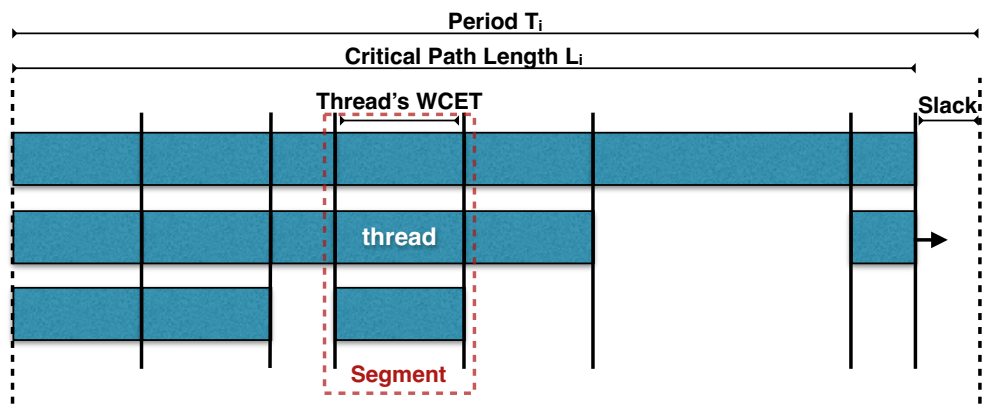 Period Ti
Critical Path Length Li
Thread's WCET
Slack
thread
Segment